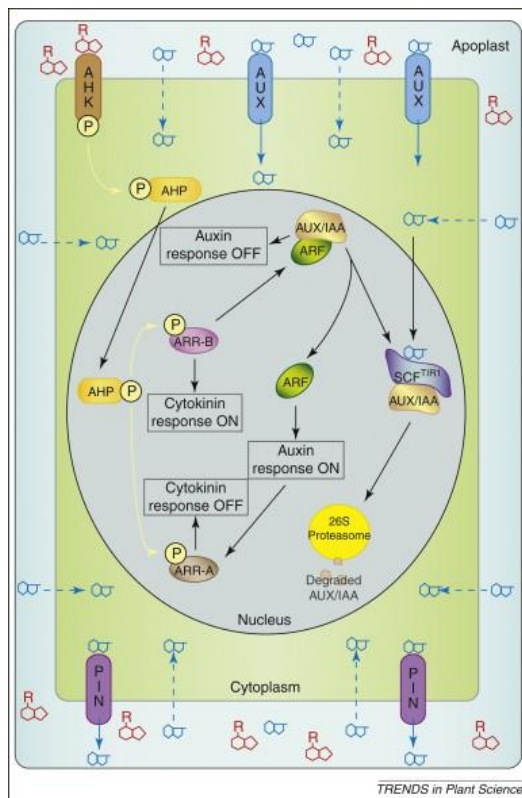 R
R
R
Apoplast
AHK
AUX
AUX
R
P
P
AHP
AUX/IAA
Auxin
response OFF
ARF
P
ARR-B
SCF^TIR1
AHP
P
ARF
AUX/IAA
Cytokinin
response ON
Auxin
response ON
Cytokinin
response OFF
26S
Proteasome
P
ARR-A
Degraded
AUX/IAA
Nucleus
PIN
Cytoplasm
PIN
R
R
R
R
R
TRENDS in Plant Science